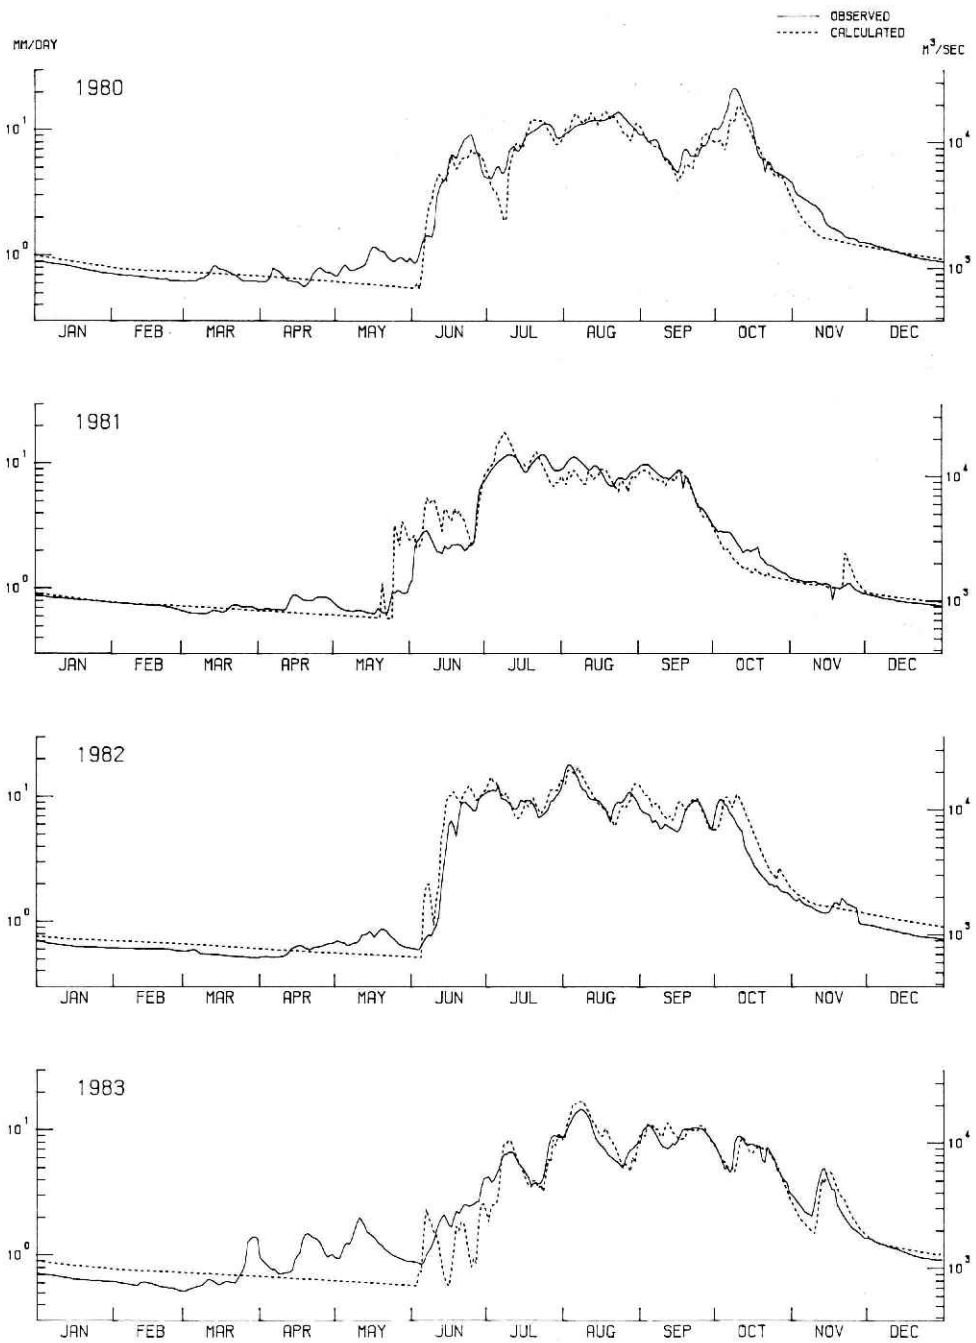 OBSERVED
CALCULATED
MM/DAY
M³/SEC
1980
10¹
10⁰
10⁴
10³
JAN FEB MAR APR MAY JUN JUL AUG SEP OCT NOV DEC
1981
10¹
10⁰
10⁴
10³
JAN FEB MAR APR MAY JUN JUL AUG SEP OCT NOV DEC
1982
10¹
10⁰
10⁴
10³
JAN FEB MAR APR MAY JUN JUL AUG SEP OCT NOV DEC
1983
10¹
10⁰
10⁴
10³
JAN FEB MAR APR MAY JUN JUL AUG SEP OCT NOV DEC